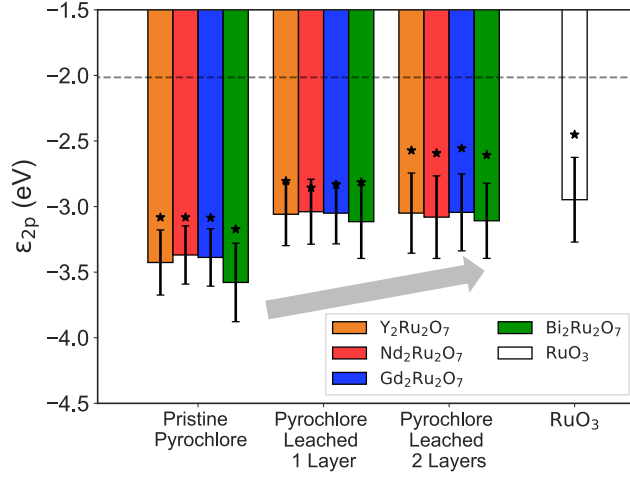 −1.5
−2.0
−2.5
−3.0
−3.5
−4.0
−4.5
ε₂ₚ (eV)
Y₂Ru₂O₇
Nd₂Ru₂O₇
Gd₂Ru₂O₇
Bi₂Ru₂O₇
RuO₃
Pristine
Pyrochlore
Pyrochlore
Leached
1 Layer
Pyrochlore
Leached
2 Layers
RuO₃